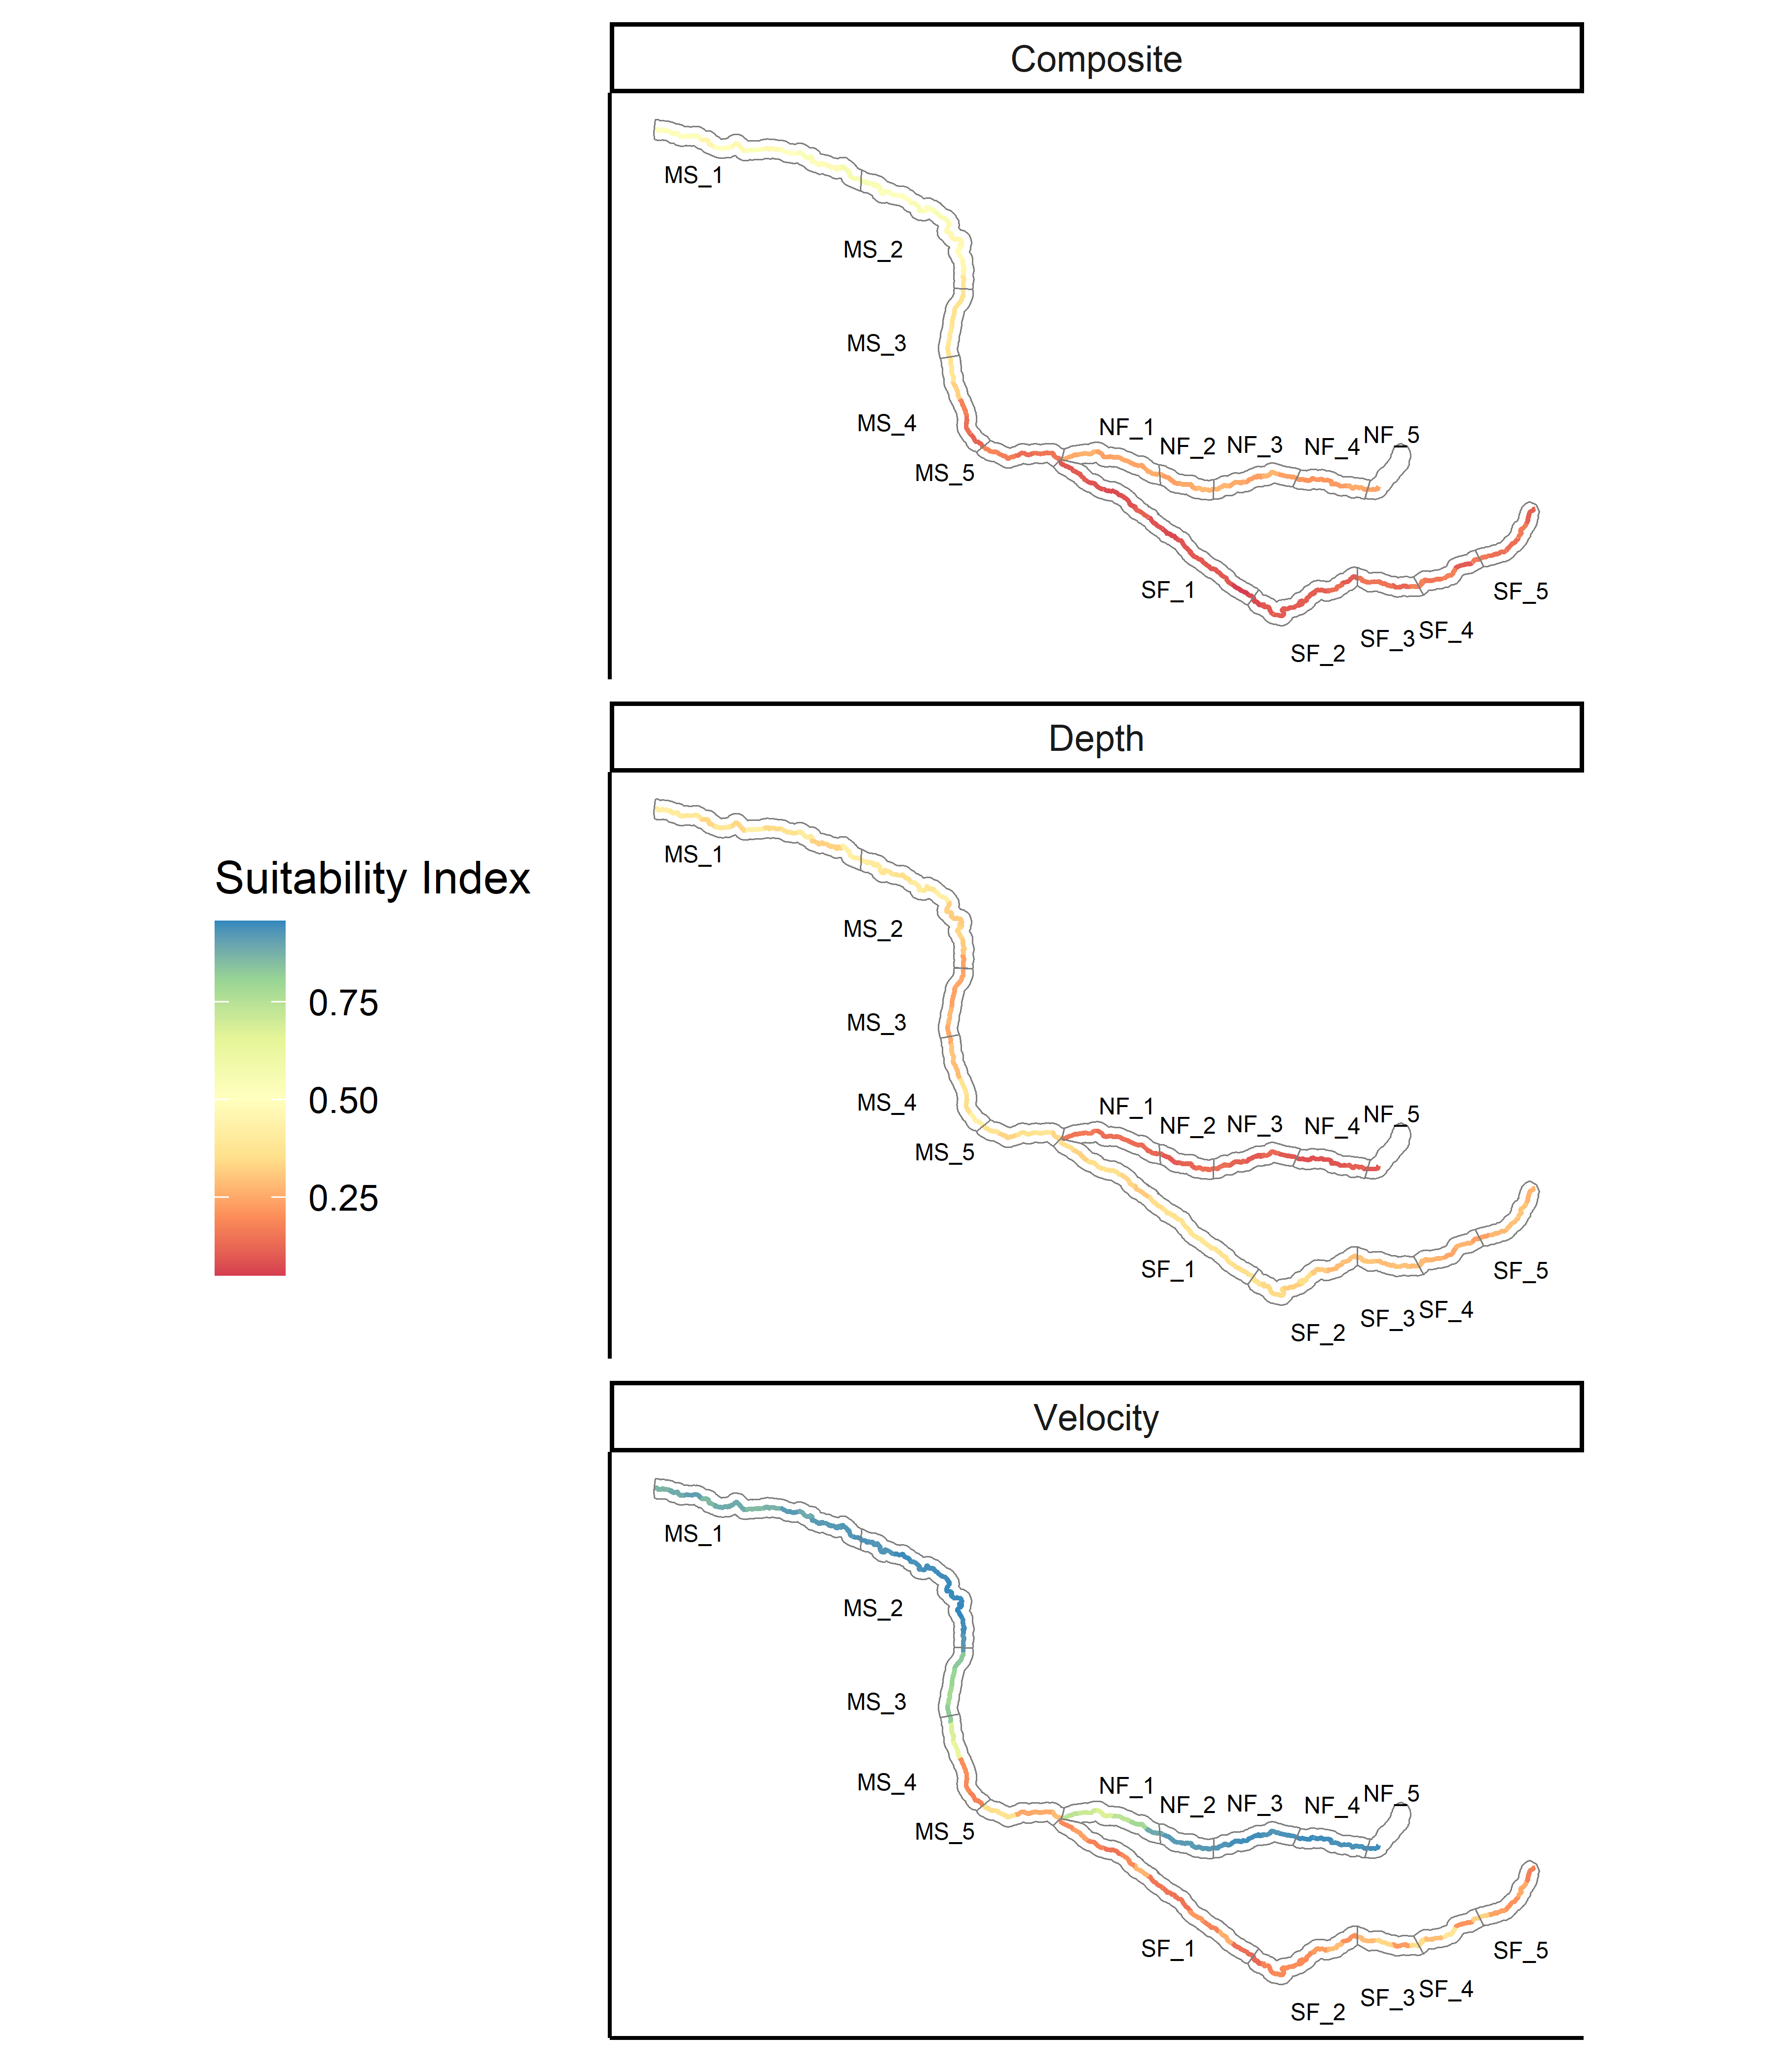 Composite
MS_1
MS_2
MS_3
MS_4
MS_5
NF_1
NF_2
NF_3
NF_4
NF_5
SF_1
SF_2
SF_3
SF_4
SF_5
Depth
MS_1
MS_2
MS_3
MS_4
MS_5
NF_1
NF_2
NF_3
NF_4
NF_5
SF_1
SF_2
SF_3
SF_4
SF_5
Suitability Index
0.75
0.50
0.25
Velocity
MS_1
MS_2
MS_3
MS_4
MS_5
NF_1
NF_2
NF_3
NF_4
NF_5
SF_1
SF_2
SF_3
SF_4
SF_5